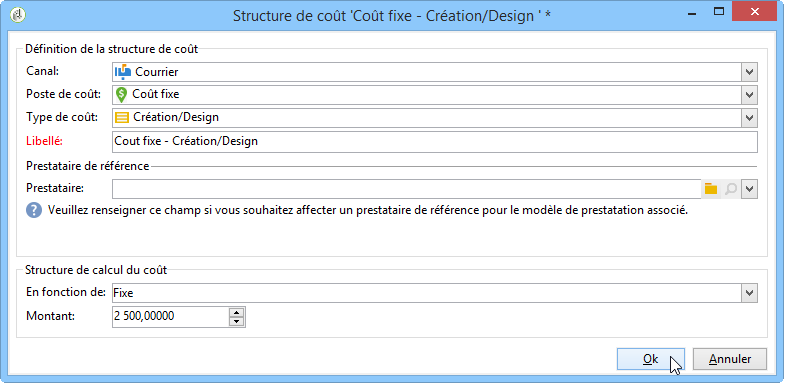 Structure de coût 'Coût fixe - Création/Design ' *
Définition de la structure de coût
Canal: Courrier
Poste de coût: Coût fixe
Type de coût: Création/Design
Libellé: Cout fixe - Création/Design
Prestataire de référence
Prestataire:
Veuillez renseigner ce champ si vous souhaitez affecter un prestataire de référence pour le modèle de prestatation associé.
Structure de calcul du coût
En fonction de: Fixe
Montant: 2 500,00000
Ok Annuler